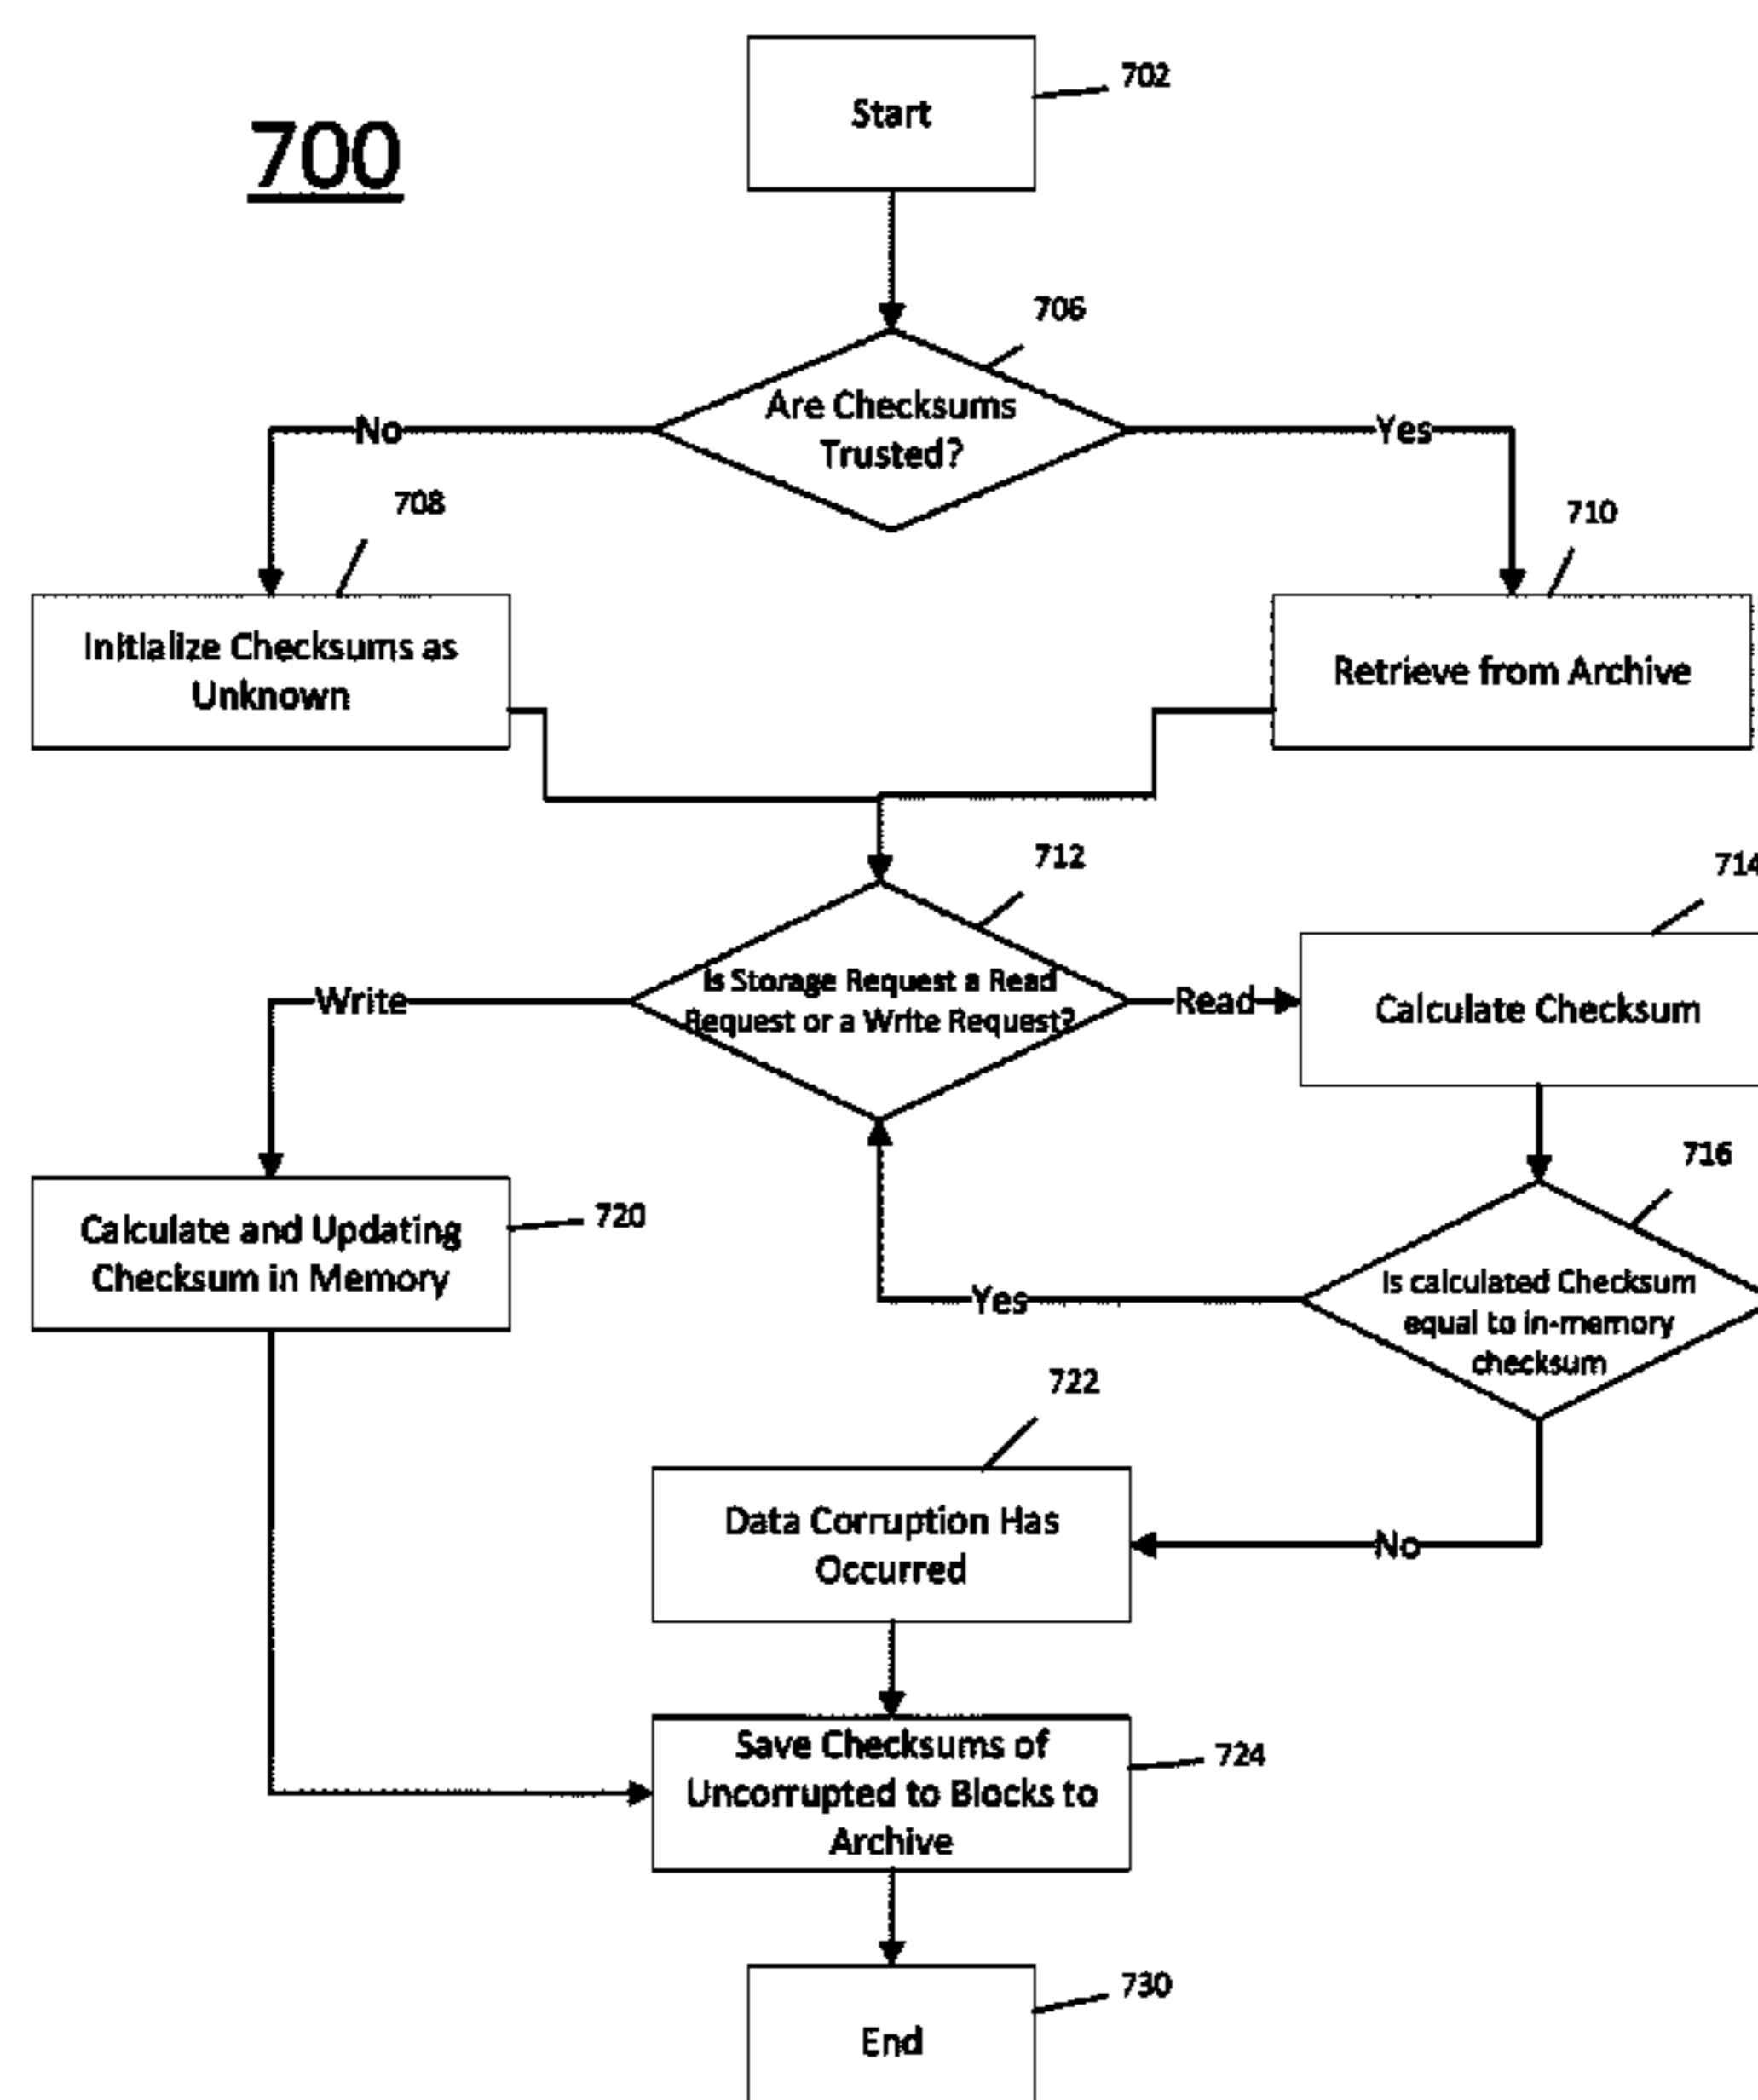 700
Start
702
706
Are Checksums
Trusted?
No
Yes
708
710
Initialize Checksums as
Unknown
Retrieve from Archive
712
714
Is Storage Request a Read
Request or a Write Request?
Write
Read
Calculate Checksum
716
Calculate and Updating
Checksum in Memory
720
Is calculated Checksum
equal to in-memory
checksum
Yes
722
Data Corruption Has
Occurred
No
Save Checksums of
Uncorrupted to Blocks to
Archive
724
730
End